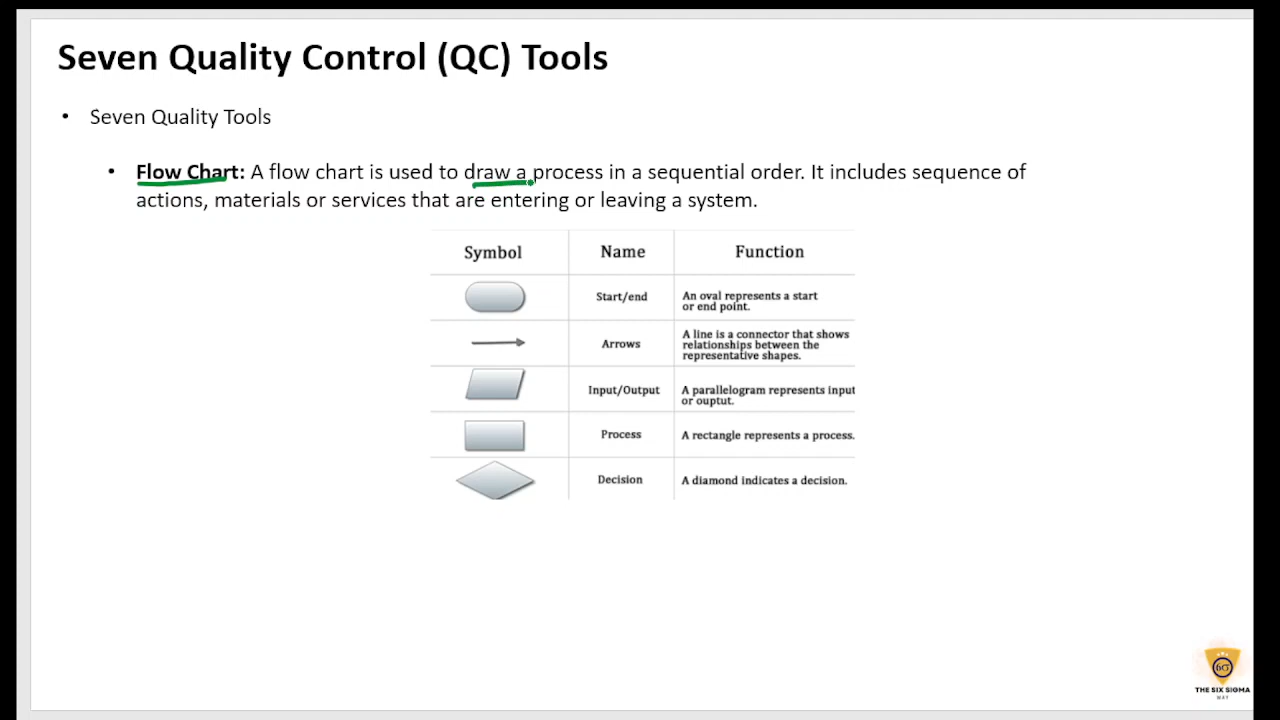 Seven Quality Control (QC) Tools
• Seven Quality Tools
• Flow Chart: A flow chart is used to draw a process in a sequential order. It includes sequence of
actions, materials or services that are entering or leaving a system.
Symbol Name Function
Start/end An oval represents a start
or end point.
Arrows A line is a connector that shows
relationships between the
representative shapes.
Input/Output A parallelogram represents input
or ouptut.
Process A rectangle represents a process.
Decision A diamond indicates a decision.
6σ
THE SIX SIGMA
WAY